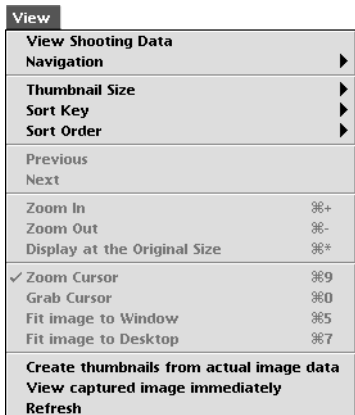 View
View Shooting Data
Navigation
Thumbnail Size
Sort Key
Sort Order
Previous
Next
Zoom In ⌘+
Zoom Out ⌘-
Display at the Original Size ⌘*
✓ Zoom Cursor ⌘9
Grab Cursor ⌘0
Fit image to Window ⌘5
Fit image to Desktop ⌘7
Create thumbnails from actual image data
View captured image immediately
Refresh